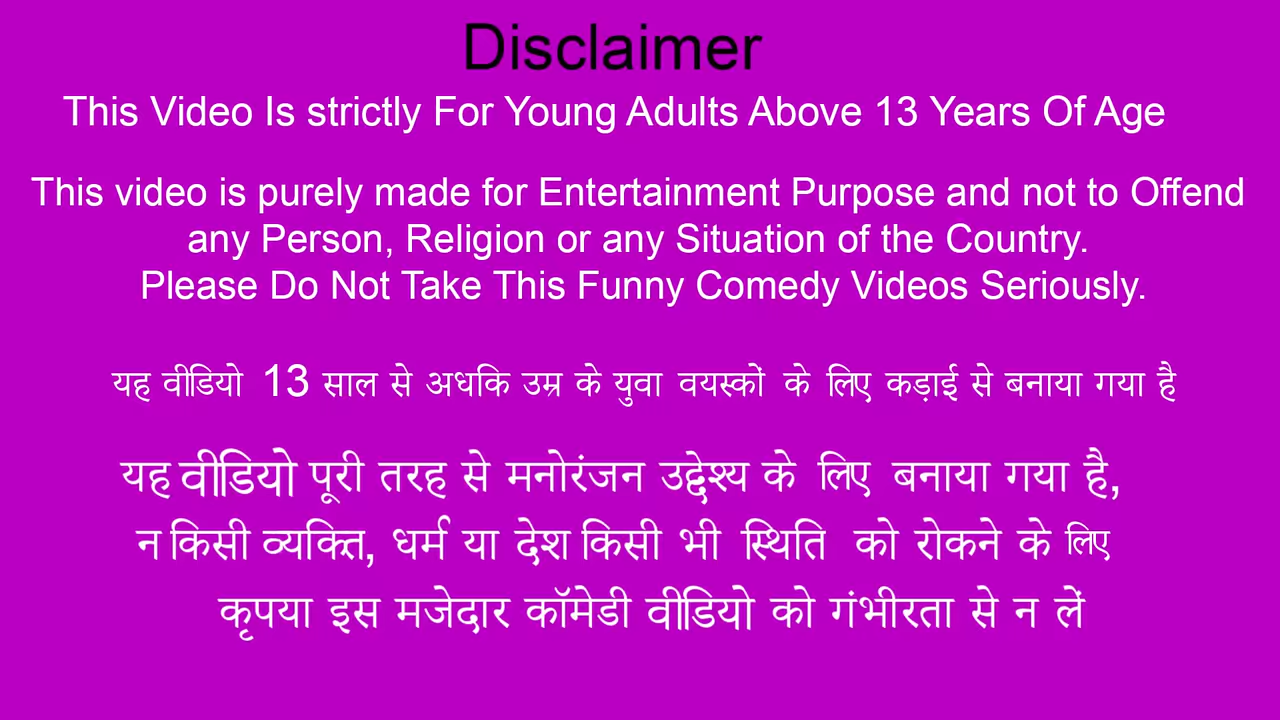 Disclaimer
This Video Is strictly For Young Adults Above 13 Years Of Age
This video is purely made for Entertainment Purpose and not to Offend
any Person, Religion or any Situation of the Country.
Please Do Not Take This Funny Comedy Videos Seriously.
यह वीडियो 13 साल से अधकि उम्र के युवा वयस्कों के लिए कड़ाई से बनाया गया है
यह वीडियो पूरी तरह से मनोरंजन उद्देश्य के लिए बनाया गया है,
न किसी व्यक्ति, धर्म या देश किसी भी स्थिति को रोकने के लिए
कृपया इस मजेदार कॉमेडी वीडियो को गंभीरता से न लें